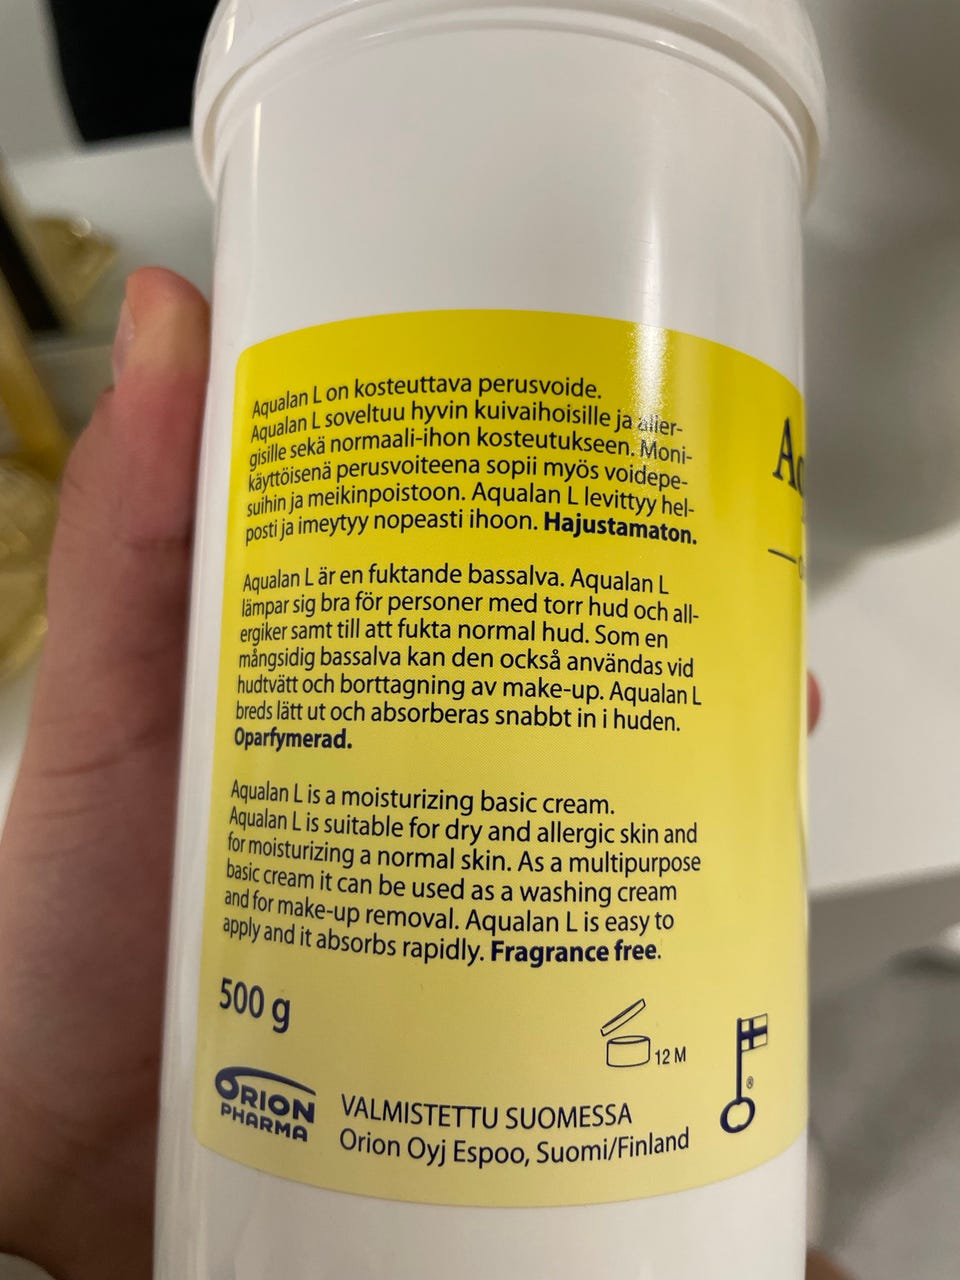 Aqualan L on kosteuttava perusvoide.
Aqualan L soveltuu hyvin kuivaihoisille ja aller-
gisille sekä normaali-ihon kosteutukseen. Moni-
käyttöisenä perusvoiteena sopii myös voidepe-
suihin ja meikinpoistoon. Aqualan L levittyy hel-
posti ja imeytyy nopeasti ihoon. Hajustamaton.
Aqualan L är en fuktande bassalva. Aqualan L
lämpar sig bra för personer med torr hud och all-
ergiker samt till att fukta normal hud. Som en
mångsidig bassalva kan den också användas vid
hudtvätt och borttagning av make-up. Aqualan L
breds lätt ut och absorberas snabbt in i huden.
Oparfymerad.
Aqualan L is a moisturizing basic cream.
Aqualan L is suitable for dry and allergic skin and
for moisturizing a normal skin. As a multipurpose
basic cream it can be used as a washing cream
and for make-up removal. Aqualan L is easy to
apply and it absorbs rapidly. Fragrance free.
500 g
12 M
®
ORION
PHARMA
VALMISTETTU SUOMESSA
Orion Oyj Espoo, Suomi/Finland